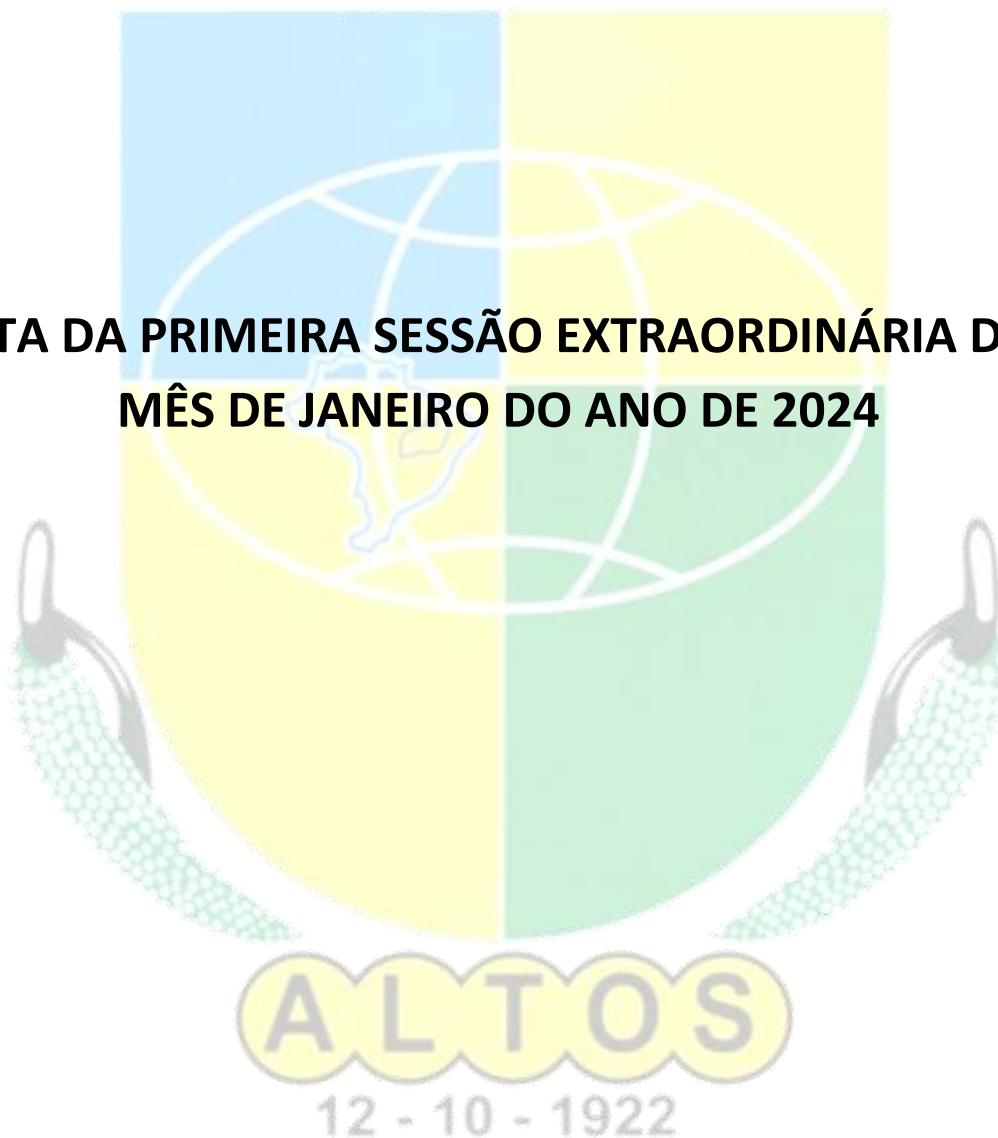 TA DA PRIMEIRA SESSÃO EXTRAORDINÁRIA D
MÊS DE JANEIRO DO ANO DE 2024
ALTOS
12 - 10 - 1922